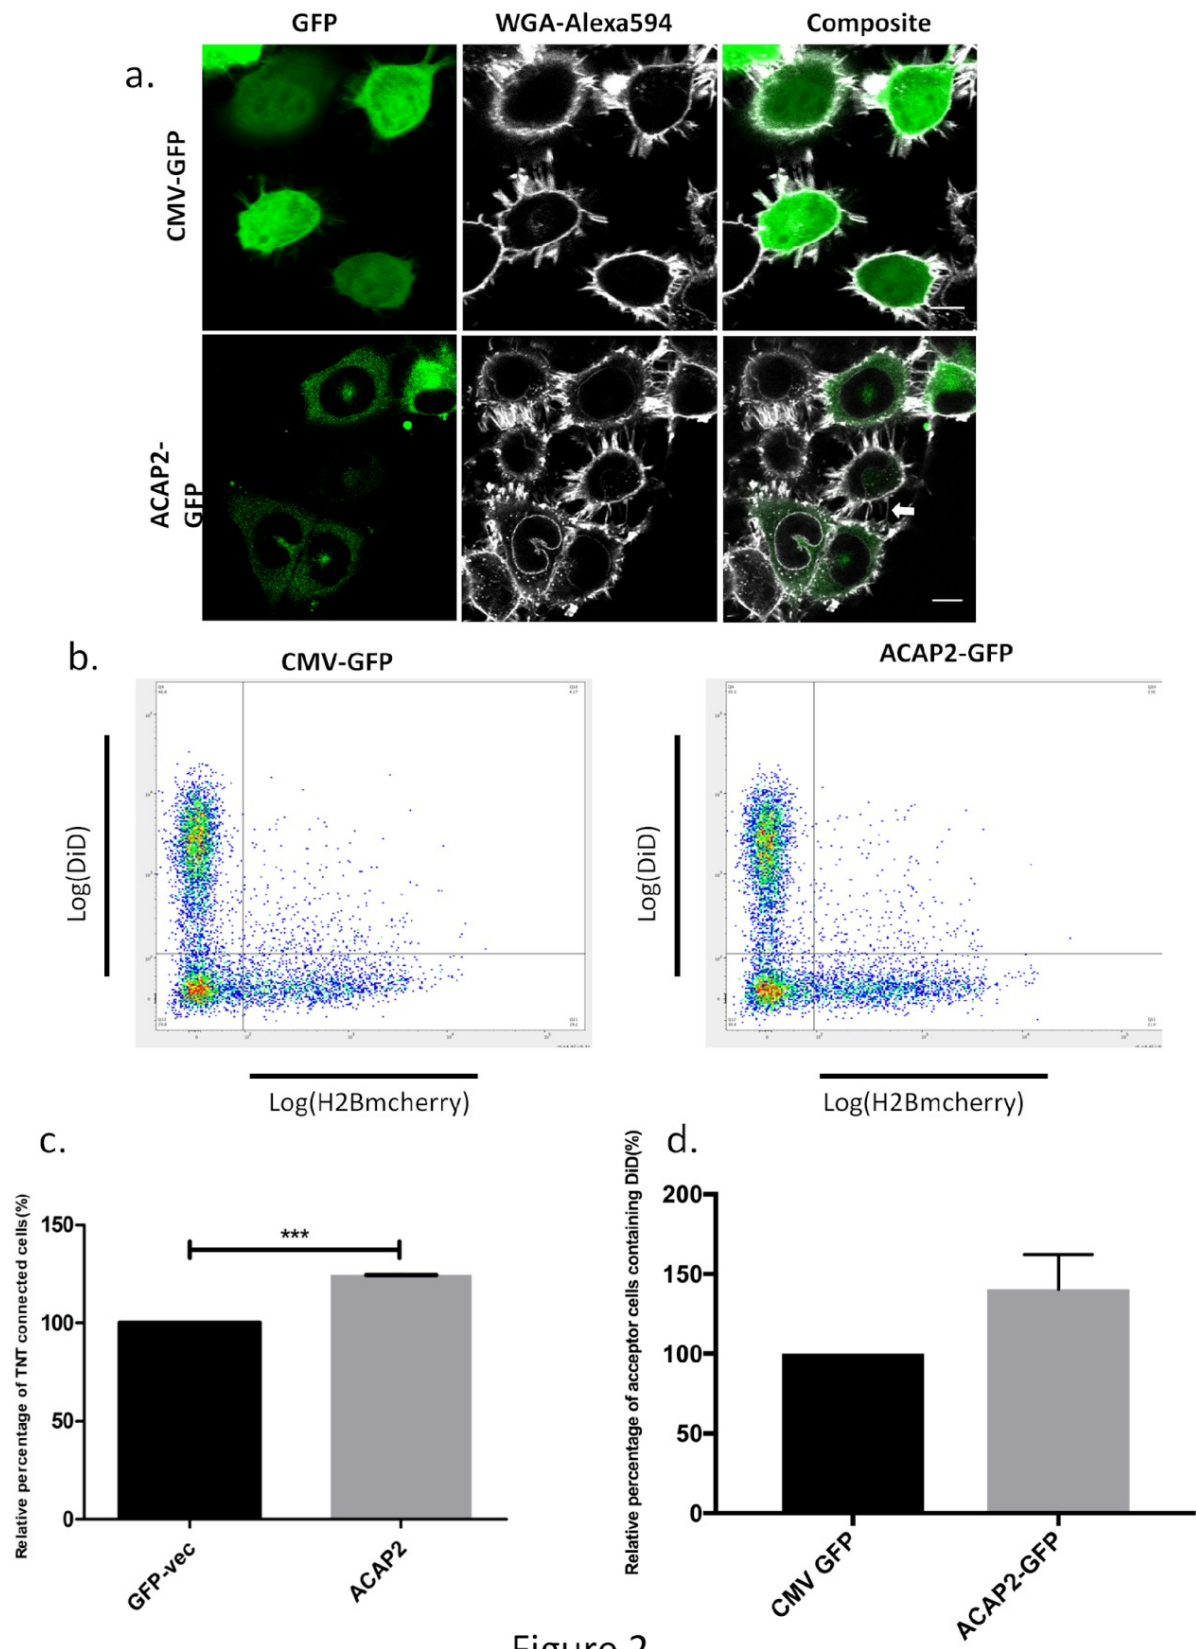 GFP WGA-Alexa594 Composite
a.
CMV-GFP
ACAP2-
GFP
b.
CMV-GFP
ACAP2-GFP
Log(DiD)
Log(DiD)
Log(H2Bmcherry)
Log(H2Bmcherry)
c.
Relative percentage of TNT connected cells(%)
150
100
50
0
***
GFP-vec
ACAP2
d.
Relative percentage of acceptor cells containing DiD(%)
200
150
100
50
0
CMV GFP
ACAP2-GFP
Figure 2